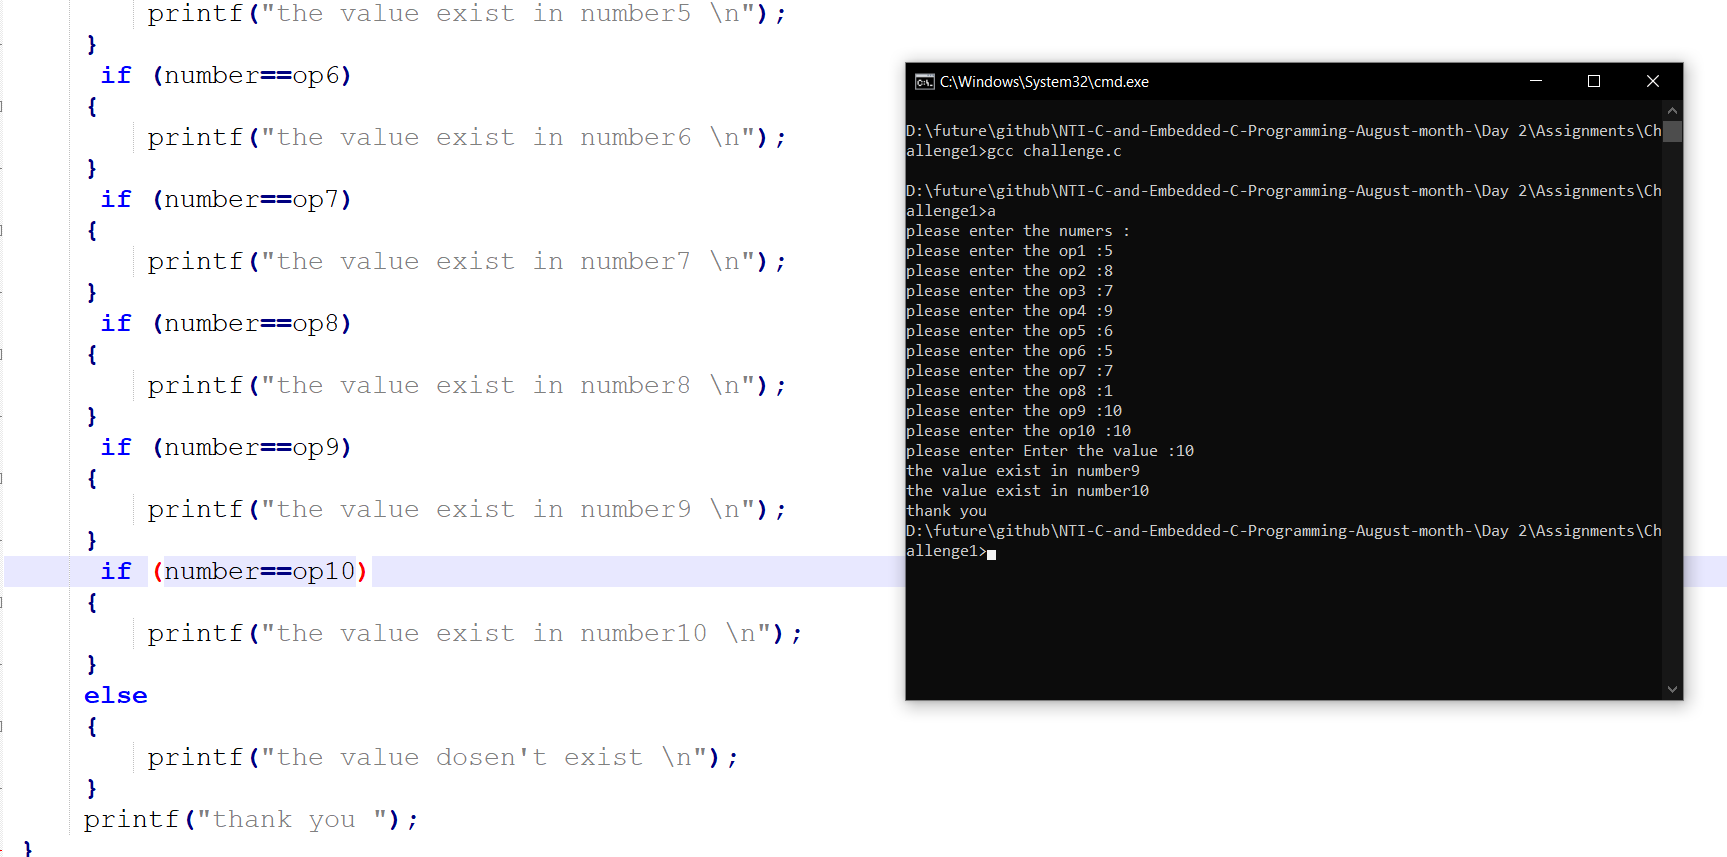 printf("the value exist in number5 \n");
}
if (number==op6)
{
printf("the value exist in number6 \n");
}
if (number==op7)
{
printf("the value exist in number7 \n");
}
if (number==op8)
{
printf("the value exist in number8 \n");
}
if (number==op9)
{
printf("the value exist in number9 \n");
}
if (number==op10)
{
printf("the value exist in number10 \n");
}
else
{
printf("the value dosen't exist \n");
}
printf("thank you ");
}
C:\Windows\System32\cmd.exe
D:\future\github\NTI-C-and-Embedded-C-Programming-August-month-\Day 2\Assignments\Ch
allenge1>gcc challenge.c
D:\future\github\NTI-C-and-Embedded-C-Programming-August-month-\Day 2\Assignments\Ch
allenge1>a
please enter the numers :
please enter the op1 :5
please enter the op2 :8
please enter the op3 :7
please enter the op4 :9
please enter the op5 :6
please enter the op6 :5
please enter the op7 :7
please enter the op8 :1
please enter the op9 :10
please enter the op10 :10
please enter Enter the value :10
the value exist in number9
the value exist in number10
thank you
D:\future\github\NTI-C-and-Embedded-C-Programming-August-month-\Day 2\Assignments\Ch
allenge1>